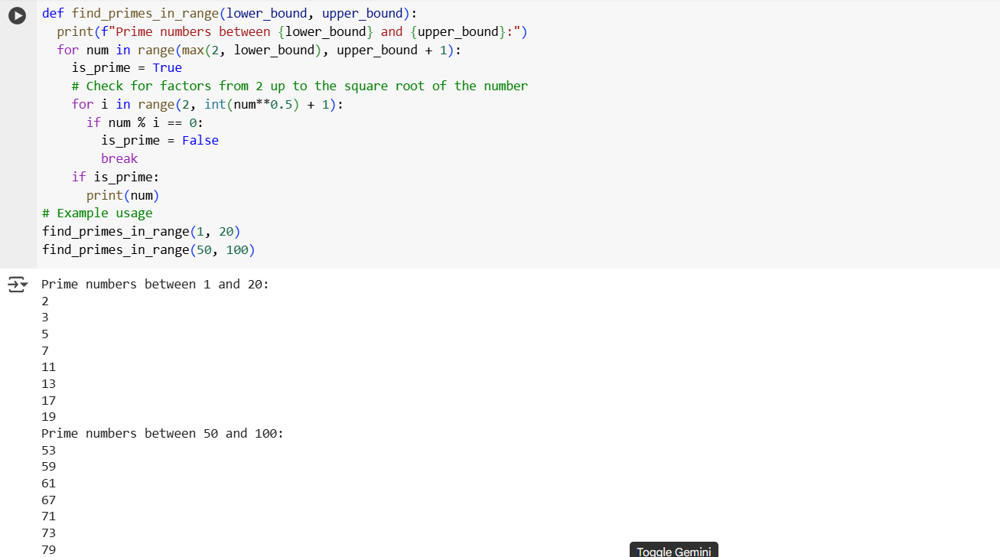 def find_primes_in_range(lower_bound, upper_bound):
  print(f"Prime numbers between {lower_bound} and {upper_bound}:")
  for num in range(max(2, lower_bound), upper_bound + 1):
    is_prime = True
    # Check for factors from 2 up to the square root of the number
    for i in range(2, int(num**0.5) + 1):
      if num % i == 0:
        is_prime = False
        break
    if is_prime:
      print(num)
# Example usage
find_primes_in_range(1, 20)
find_primes_in_range(50, 100)
Prime numbers between 1 and 20:
2
3
5
7
11
13
17
19
Prime numbers between 50 and 100:
53
59
61
67
71
73
79
Toggle Gemini